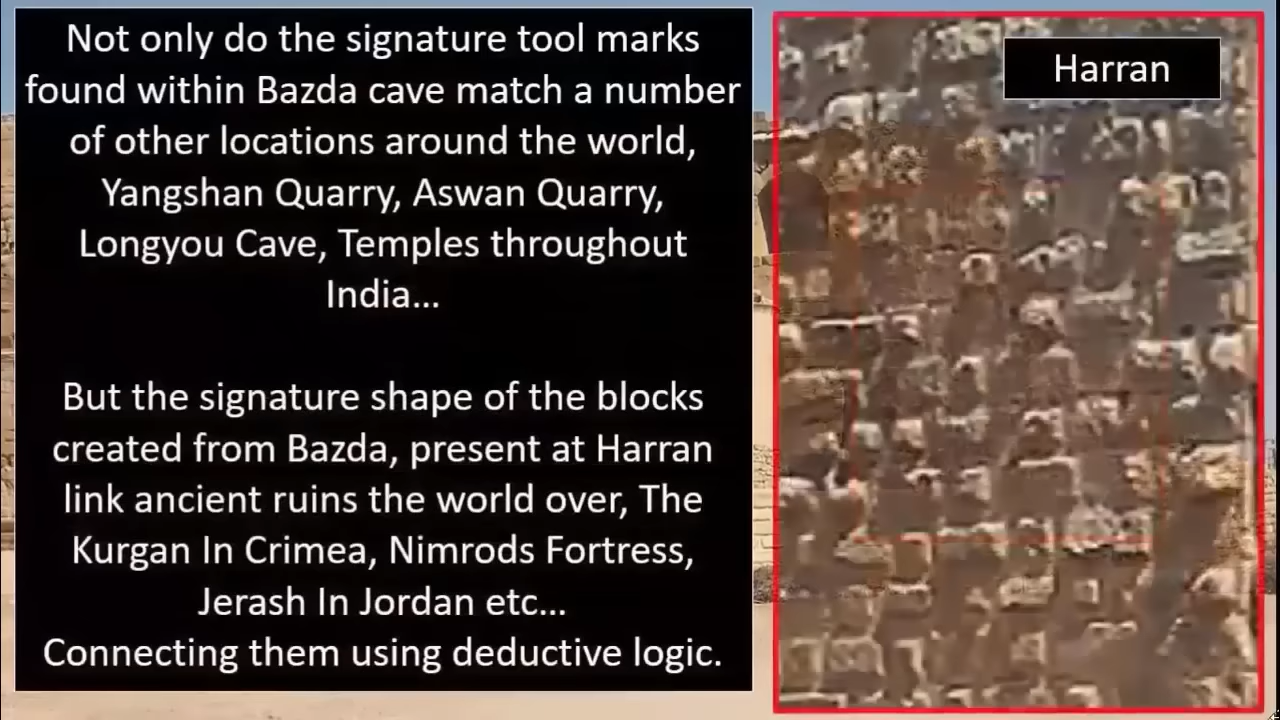 Not only do the signature tool marks
found within Bazda cave match a number
of other locations around the world,
Yangshan Quarry, Aswan Quarry,
Longyou Cave, Temples throughout
India...
But the signature shape of the blocks
created from Bazda, present at Harran
link ancient ruins the world over, The
Kurgan In Crimea, Nimrods Fortress,
Jerash In Jordan etc...
Connecting them using deductive logic.
Harran